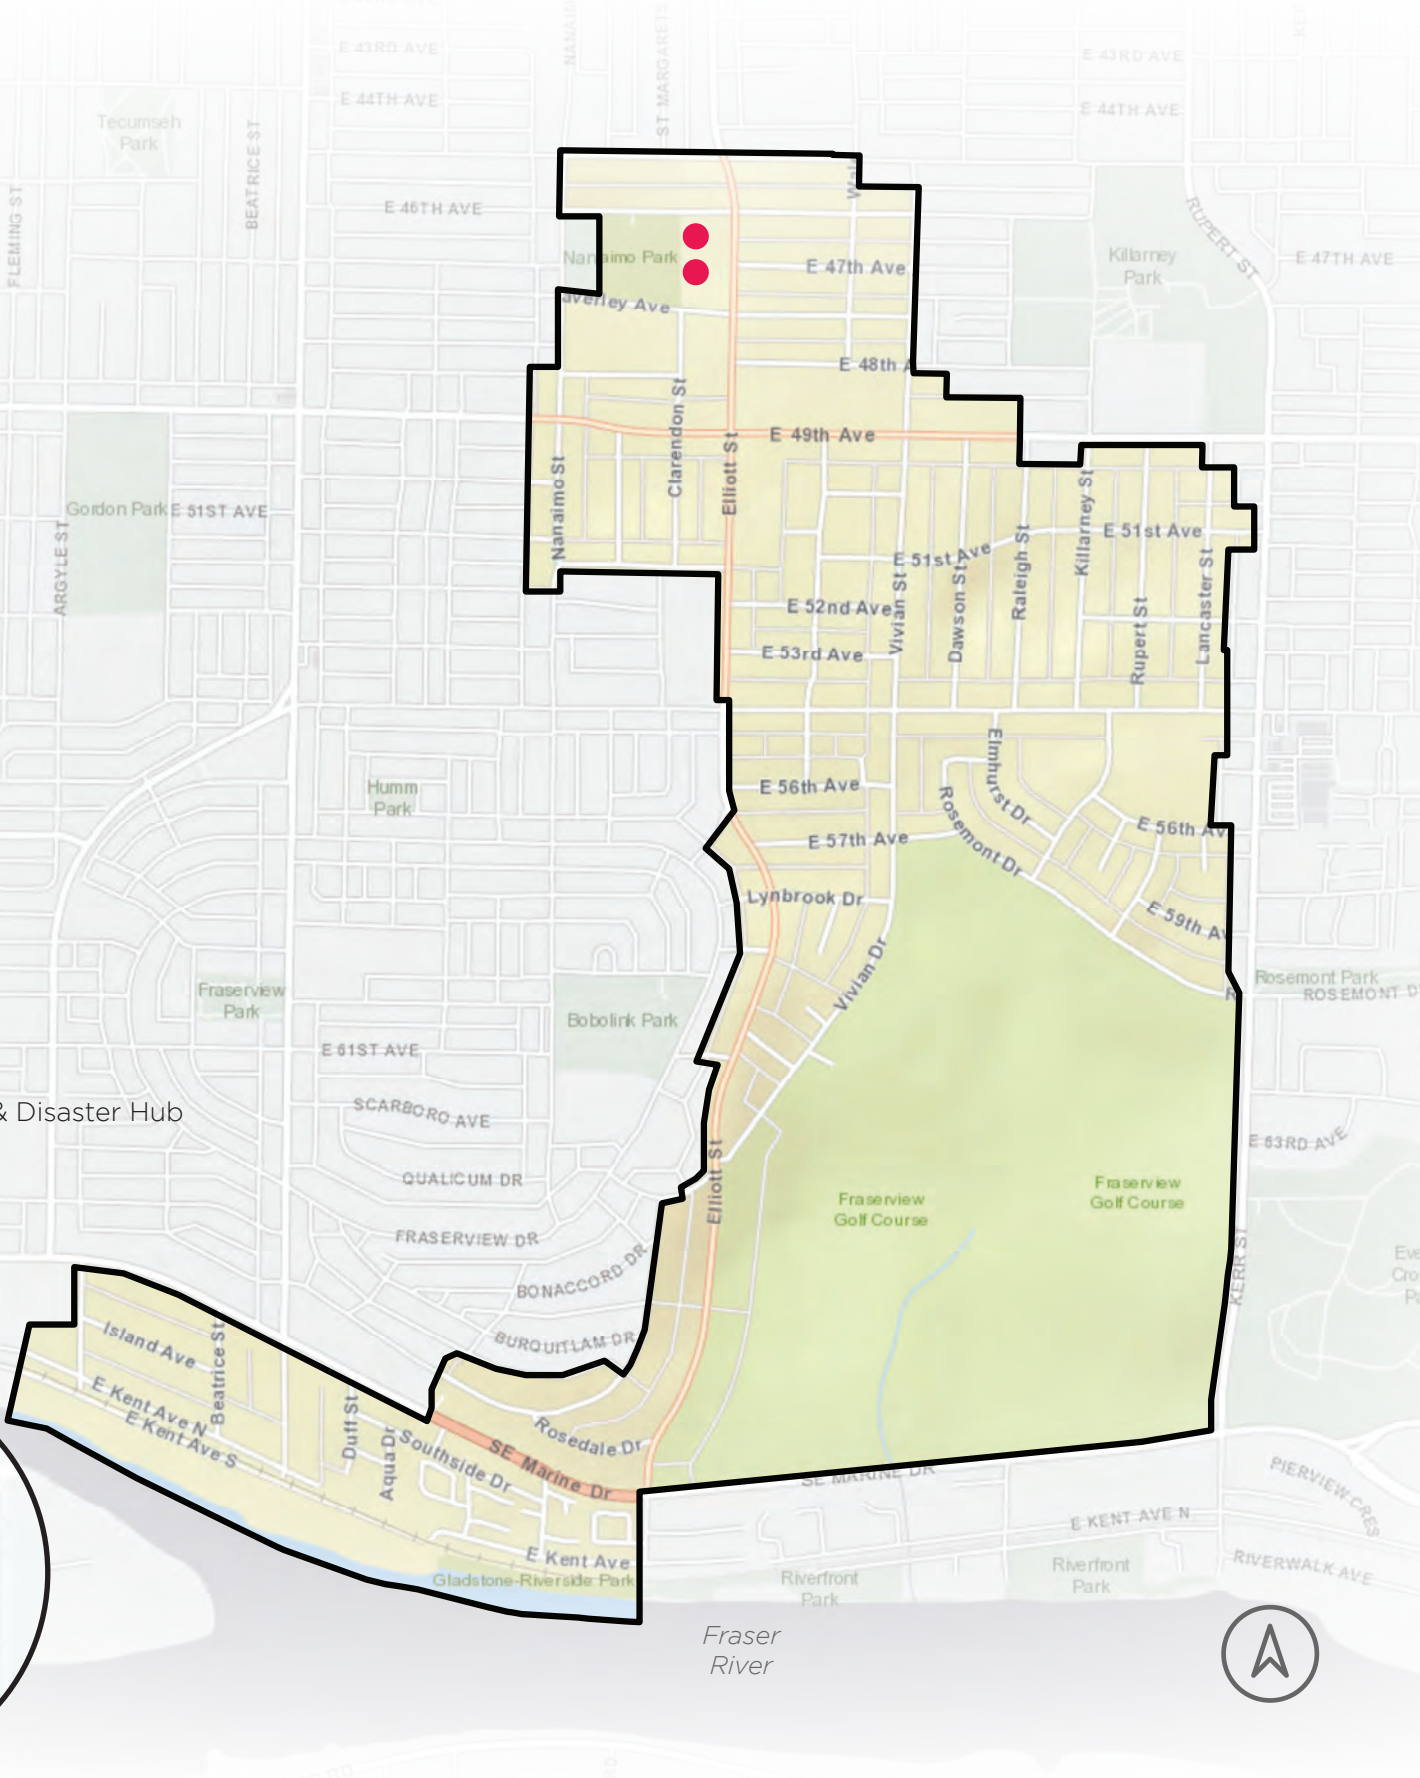 E 43RD AVE
E 43RD AVE
E 44TH AVE
E 44TH AVE
ST MARGARETS
Tecumseh
Park
BEATRICE ST
FLEMING ST
E 46TH AVE
RUPERT ST
Nanaimo Park
E 47th Ave
Killarney
Park
E 47TH AVE
averley Ave
E 48th A
Clarendon St
E 49th Ave
Elliott St
Nanaimo St
Killarney St
Gordon Park
E 51ST AVE
ARGYLE ST
E 51st Ave
E 51st Ave
Raleigh St
Vivian St
Dawson St
Lancaster St
Rupert St
E 52nd Ave
E 53rd Ave
Elmhurst Dr
Humm
Park
E 56th Ave
Rosemont Dr
E 56th Av
E 57th Ave
Lynbrook Dr
E 59th Av
Vivian Dr
Fraserview
Park
Rosemont Park
R
ROSEMONT D
Bobolink Park
E 61ST AVE
SCARBORO AVE
& Disaster Hub
E 63RD AVE
Elliott St
QUALICUM DR
Fraserview
Golf Course
Fraserview
Golf Course
FRASERVIEW DR
KERR ST
Eve
Cro
BONACCORD DR
BURQUITLAM DR
Island Ave
Beatrice St
E Kent Ave N
E Kent Ave S
Duff St
Aqua Dr
Southside Dr
SE Marine Dr
Rosedale Dr
SE MARINE DR
PIERVIEW CRES
E KENT AVE N
E Kent Ave
Gladstone-Riverside Park
Riverfront
Park
Riverfront
Park
RIVERWALK AVE
Fraser
River